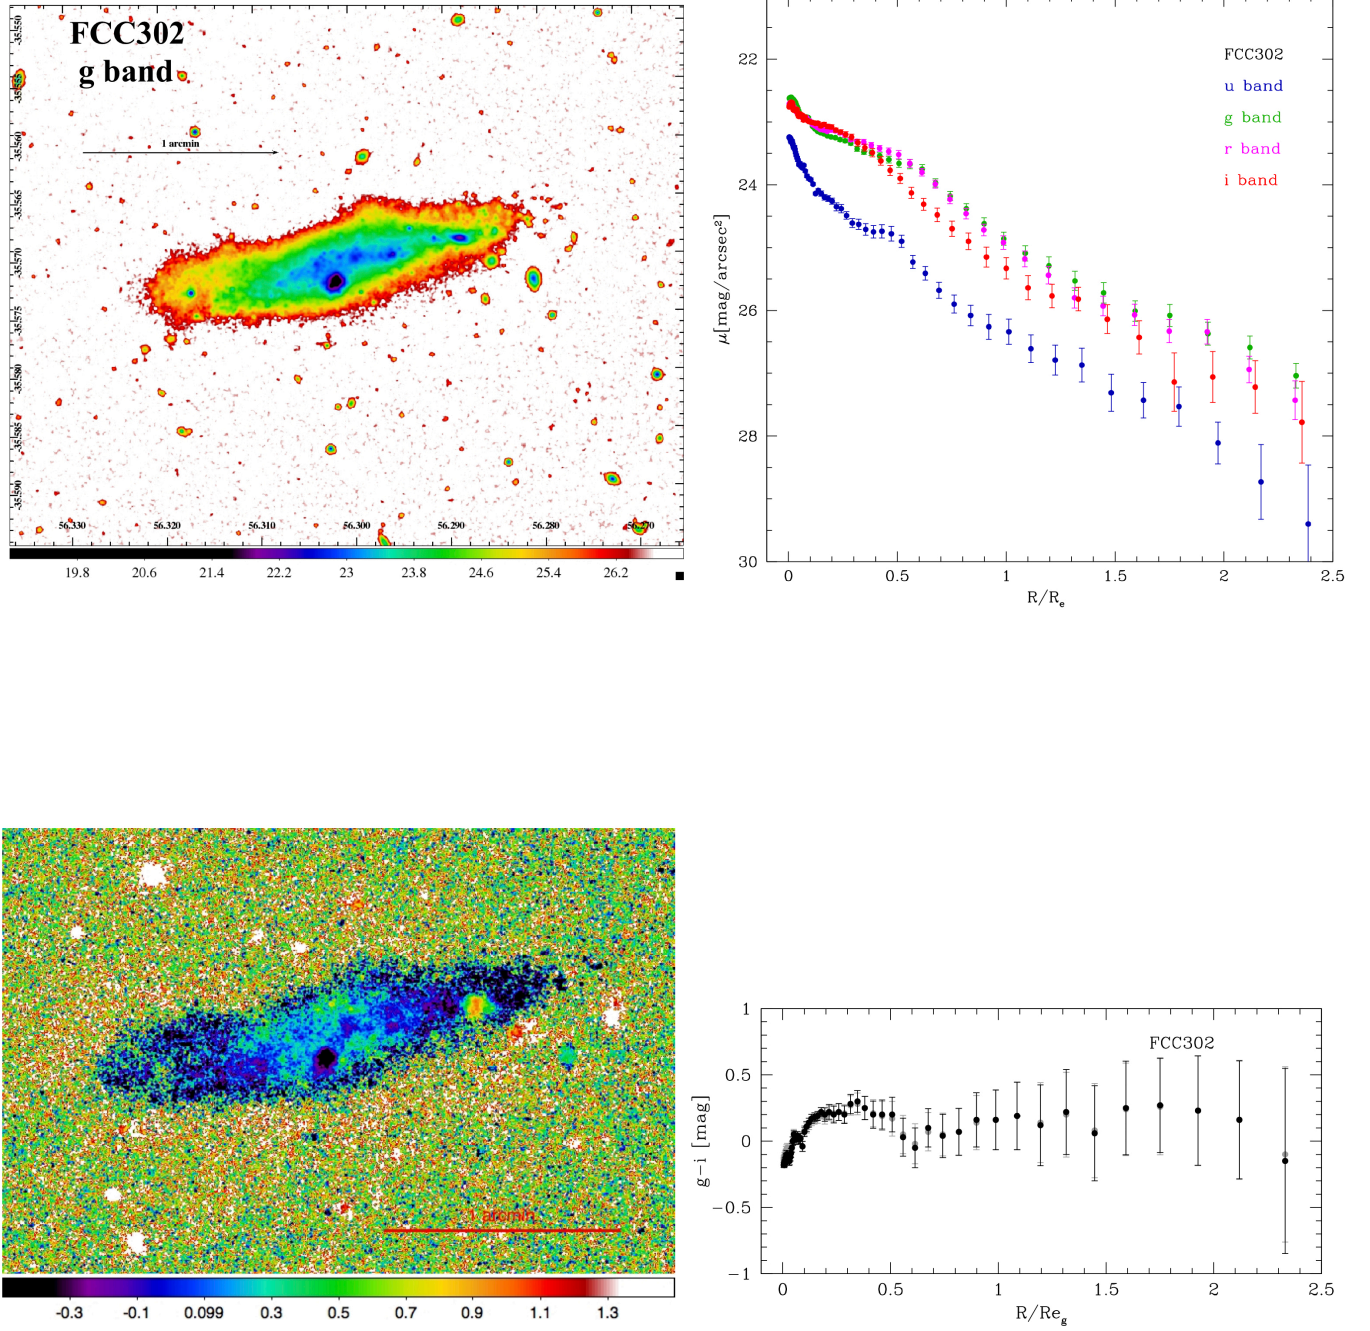 FCC302
g band
1 arcmin
-35.550
-35.555
-35.560
-35.565
-35.570
-35.575
-35.580
-35.585
-35.590
56.330 56.320 56.310 56.300 56.290 56.280 56.270
19.8 20.6 21.4 22.2 23 23.8 24.6 25.4 26.2
22
24
26
28
30
μ[mag/arcsec²]
FCC302
u band
g band
r band
i band
0 0.5 1 1.5 2 2.5
R/Re
1 arcmin
-0.3 -0.1 0.099 0.3 0.5 0.7 0.9 1.1 1.3
1
0.5
0
−0.5
−1
g−i [mag]
FCC302
0 0.5 1 1.5 2 2.5
R/Reg